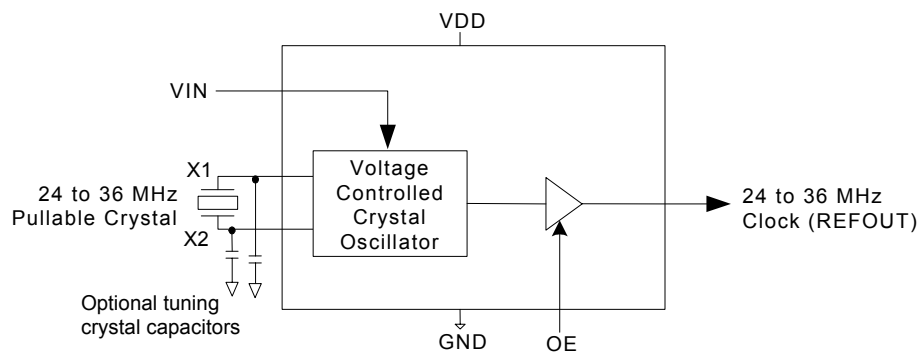 VDD
VIN
X1
24 to 36 MHz
Pullable Crystal
X2
Voltage
Controlled
Crystal
Oscillator
24 to 36 MHz
Clock (REFOUT)
Optional tuning
crystal capacitors
GND
OE